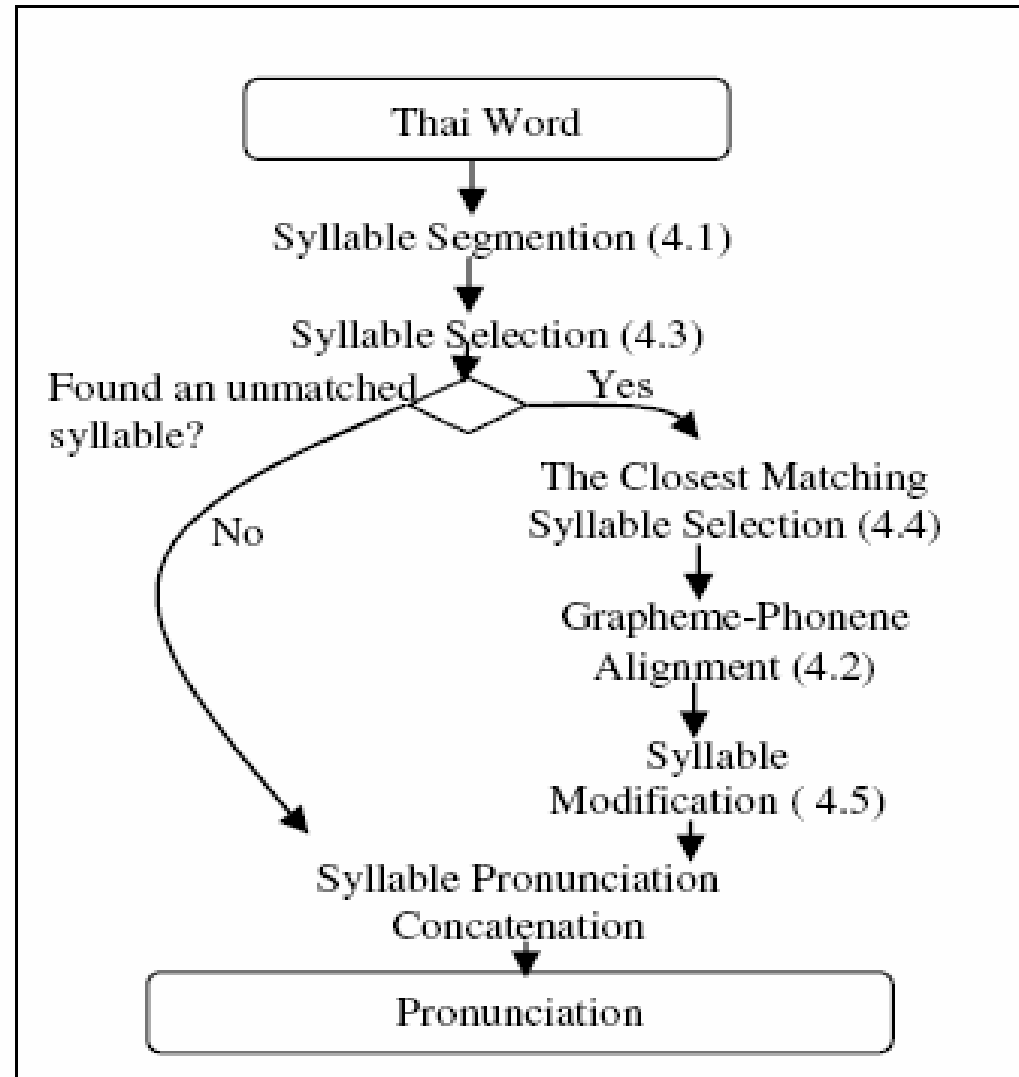 Thai Word
Syllable Segmention (4.1)
Syllable Selection (4.3)
Found an unmatched
syllable?
Yes
No
The Closest Matching
Syllable Selection (4.4)
Grapheme-Phonene
Alignment (4.2)
Syllable
Modification ( 4.5)
Syllable Pronunciation
Concatenation
Pronunciation